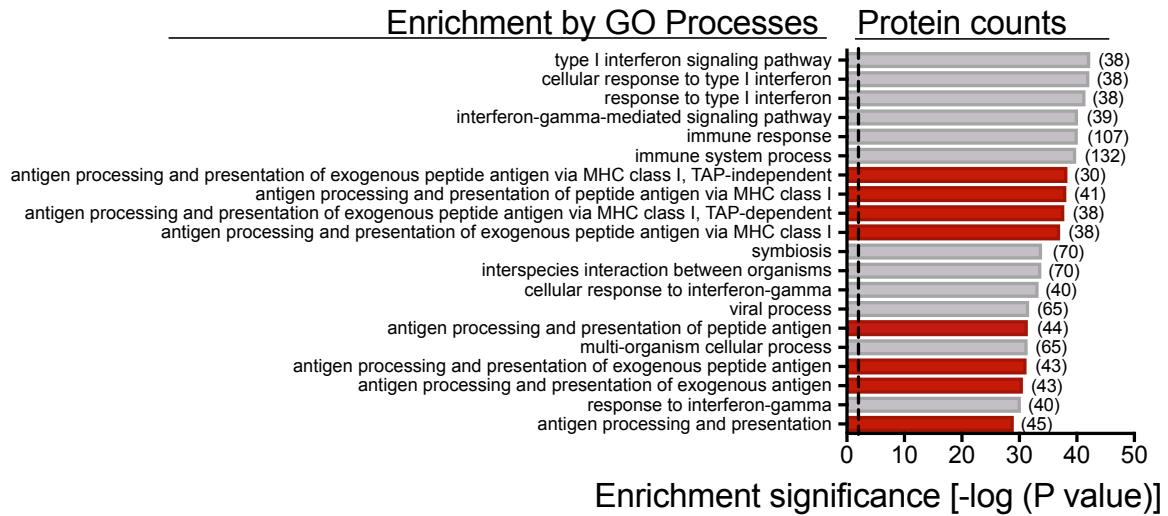 Enrichment by GO Processes Protein counts
type I interferon signaling pathway (38)
cellular response to type I interferon (38)
response to type I interferon (38)
interferon-gamma-mediated signaling pathway (39)
immune response (107)
immune system process (132)
antigen processing and presentation of exogenous peptide antigen via MHC class I, TAP-independent (30)
antigen processing and presentation of peptide antigen via MHC class I (41)
antigen processing and presentation of exogenous peptide antigen via MHC class I, TAP-dependent (38)
antigen processing and presentation of exogenous peptide antigen via MHC class I (38)
symbiosis (70)
interspecies interaction between organisms (70)
cellular response to interferon-gamma (40)
viral process (65)
antigen processing and presentation of peptide antigen (44)
multi-organism cellular process (65)
antigen processing and presentation of exogenous peptide antigen (43)
antigen processing and presentation of exogenous antigen (43)
response to interferon-gamma (40)
antigen processing and presentation (45)
0 10 20 30 40 50
Enrichment significance [-log (P value)]